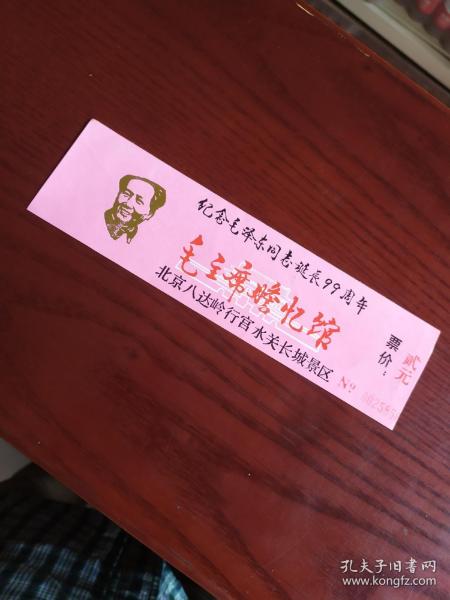 纪念毛泽东同志诞辰99周年
毛主席瞻忆馆
北京八达岭行宫水关长城景区
票价：
贰元
№
孔夫子旧书网
www.kongfz.com